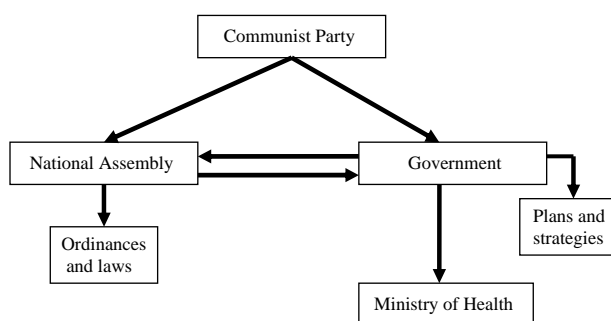 Communist Party
National Assembly
Government
Ordinances
and laws
Plans and
strategies
Ministry of Health